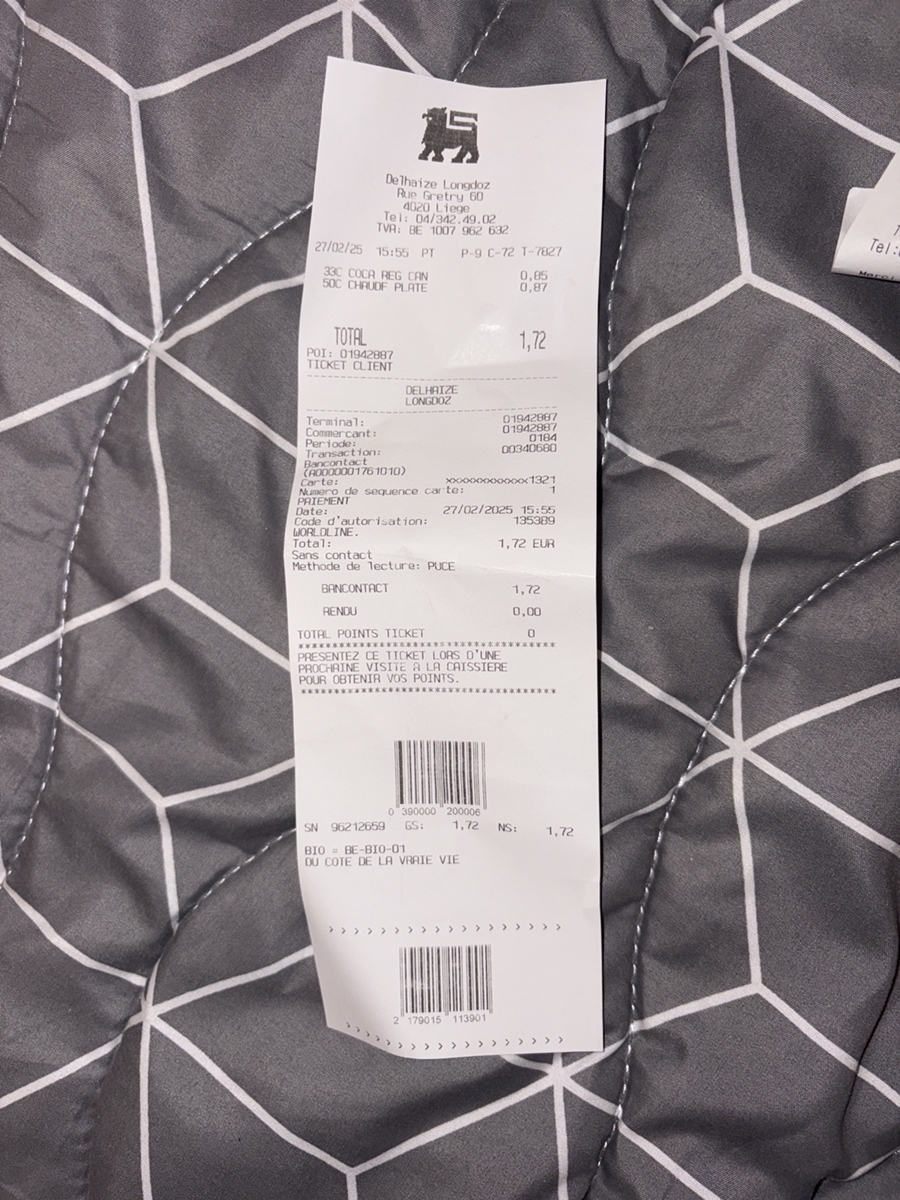 Delhaize Longdoz
Rue Gretry 60
4020 Liege
Tel: 04/342.49.02
TVA: BE 1007 962 632
27/02/25 15:55 PT P-9 C-72 T-7827
33C COCA REG CAN 0,85
50C CHAUDF PLATE 0,87
TOTAL 1,72
POI: 01942887
TICKET CLIENT
DELHAIZE
LONGDOZ
Terminal: 01942887
Commercant: 01942887
Periode: 0184
Transaction: 00340680
Bancontact
(A0000001761010)
Carte: xxxxxxxxxxxxx1321
Numero de sequence carte: 1
PAIEMENT
Date: 27/02/2025 15:55
Code d'autorisation: 135389
WORLDLINE.
Total: 1,72 EUR
Sans contact
Methode de lecture: PUCE
BANCONTACT 1,72
RENDU 0,00
TOTAL POINTS TICKET 0
PRESENTEZ CE TICKET LORS D'UNE
PROCHAINE VISITE A LA CAISSIERE
POUR OBTENIR VOS POINTS.
0 390000 200006
SN 96212659 GS: 1,72 NS: 1,72
BIO = BE-BIO-01
DU COTE DE LA VRAIE VIE
2 179015 113901
Tel:
Merci